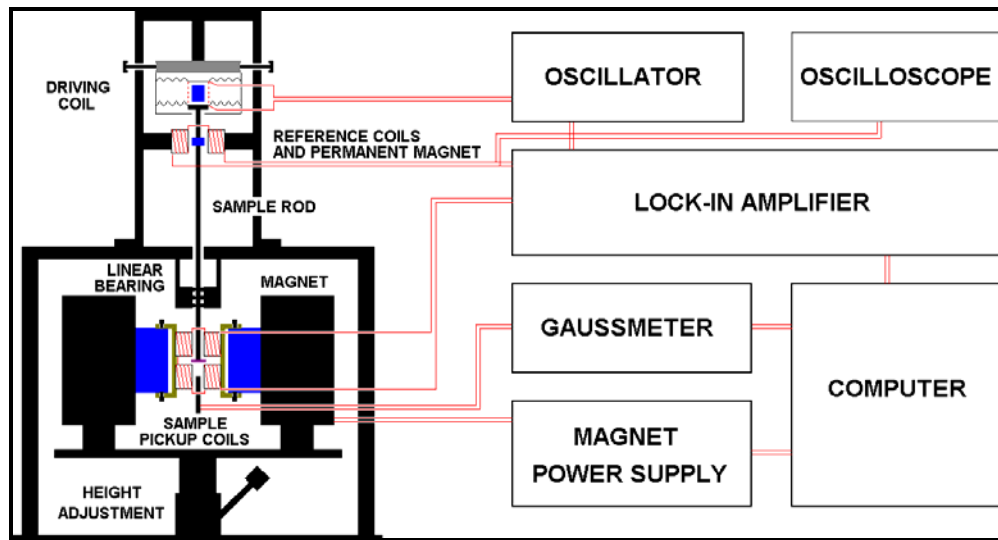 DRIVING
COIL
OSCILLATOR
OSCILLOSCOPE
REFERENCE COILS
AND PERMANENT MAGNET
SAMPLE ROD
LOCK-IN AMPLIFIER
LINEAR
BEARING
MAGNET
GAUSSMETER
COMPUTER
SAMPLE
PICKUP COILS
MAGNET
POWER SUPPLY
HEIGHT
ADJUSTMENT